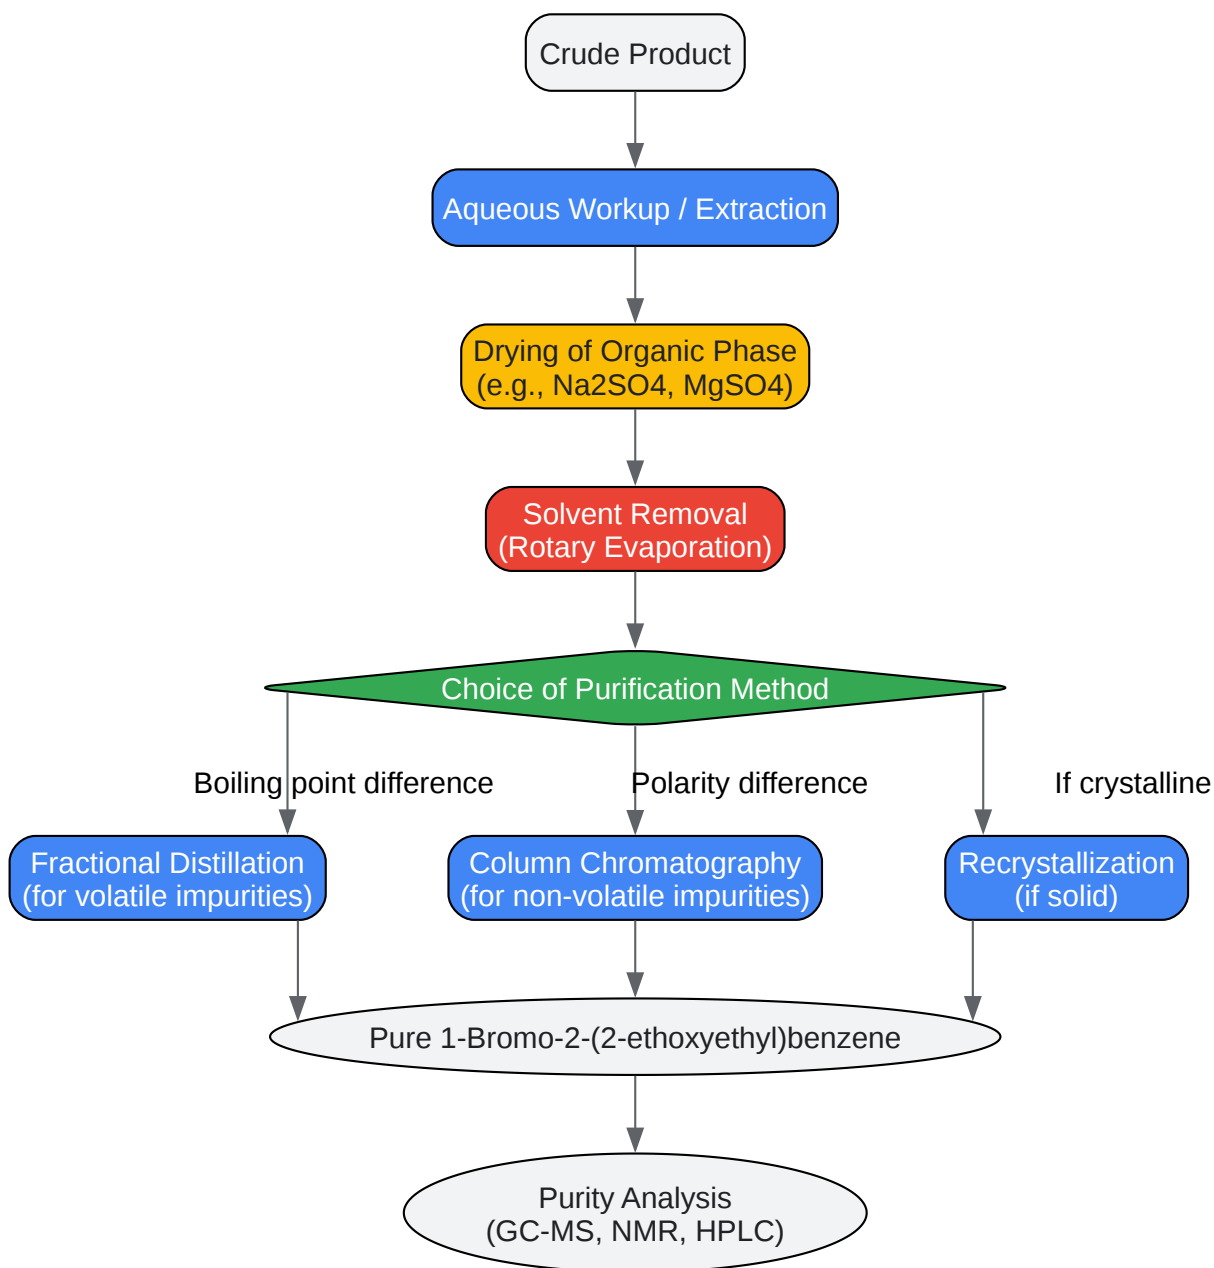 Crude Product
Aqueous Workup / Extraction
Drying of Organic Phase
(e.g., Na2SO4, MgSO4)
Solvent Removal
(Rotary Evaporation)
Choice of Purification Method
Boiling point difference
Polarity difference
If crystalline
Fractional Distillation
(for volatile impurities)
Column Chromatography
(for non-volatile impurities)
Recrystallization
(if solid)
Pure 1-Bromo-2-(2-ethoxyethyl)benzene
Purity Analysis
(GC-MS, NMR, HPLC)